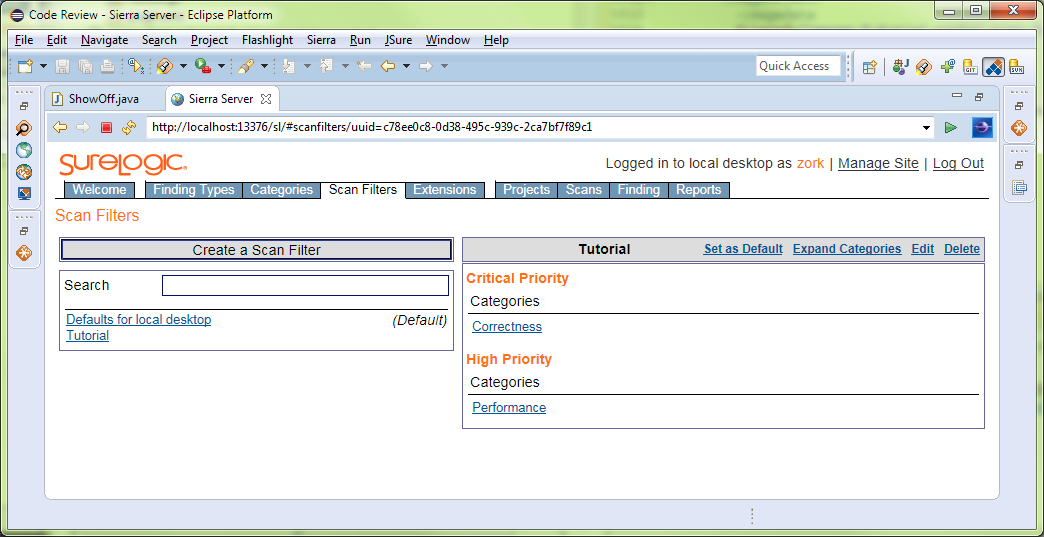 Code Review - Sierra Server - Eclipse Platform
File Edit Navigate Search Project Flashlight Sierra Run JSure Window Help
Quick Access
GIT
SUN
ShowOff.java
Sierra Server
http://localhost:13376/sl/#scanfilters/uuid=c78ee0c8-0d38-495c-939c-2ca7bf7f89c1
SURELOGIC
Logged in to local desktop as zork | Manage Site | Log Out
Welcome Finding Types Categories Scan Filters Extensions Projects Scans Finding Reports
Scan Filters
Create a Scan Filter
Tutorial Set as Default Expand Categories Edit Delete
Search
Defaults for local desktop (Default)
Tutorial
Critical Priority
Categories
Correctness
High Priority
Categories
Performance